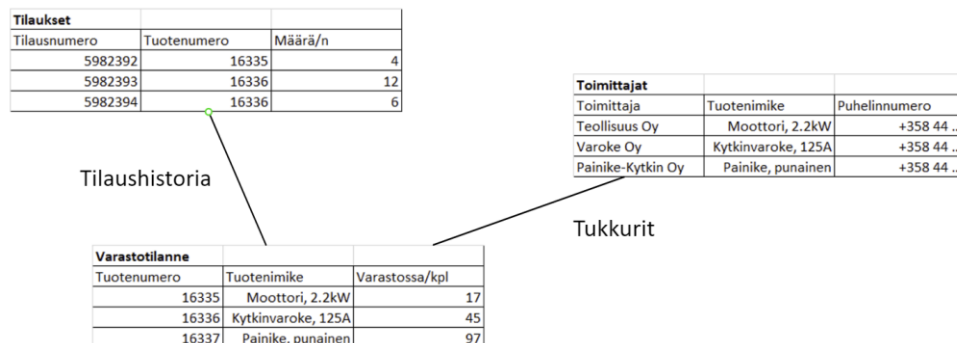 Tilaukset
Tilausnumero Tuotenumero Määrä/n
5982392 16335 4
5982393 16336 12
5982394 16336 6
Toimittajat
Toimittaja Tuotenimike Puhelinnumero
Teollisuus Oy Moottori, 2.2kW +358 44 ..
Varoke Oy Kytkinvaroke, 125A +358 44 ..
Painike-Kytkin Oy Painike, punainen +358 44 ..
Tilaushistoria
Tukkurit
Varastotilanne
Tuotenumero Tuotenimike Varastossa/kpl
16335 Moottori, 2.2kW 17
16336 Kytkinvaroke, 125A 45
16337 Painike, punainen 97